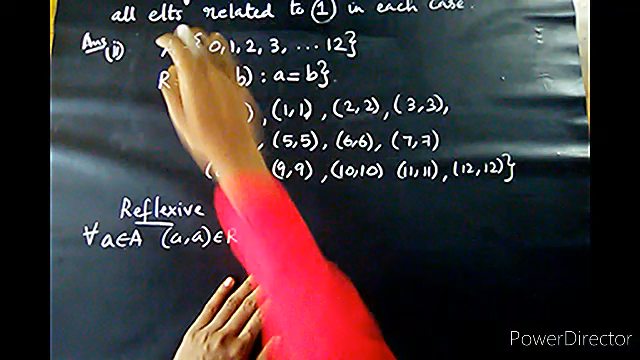 all elts related to 1 in each case.
Ans (ii) {0, 1, 2, 3, ... 12}
R b) : a = b}
) , (1,1) , (2,2) , (3,3),
, (5,5) , (6,6) , (7,7)
(9,9) , (10,10) (11,11) , (12,12)}
Reflexive
∀ a ∈ A (a, a) ∈ R
PowerDirector